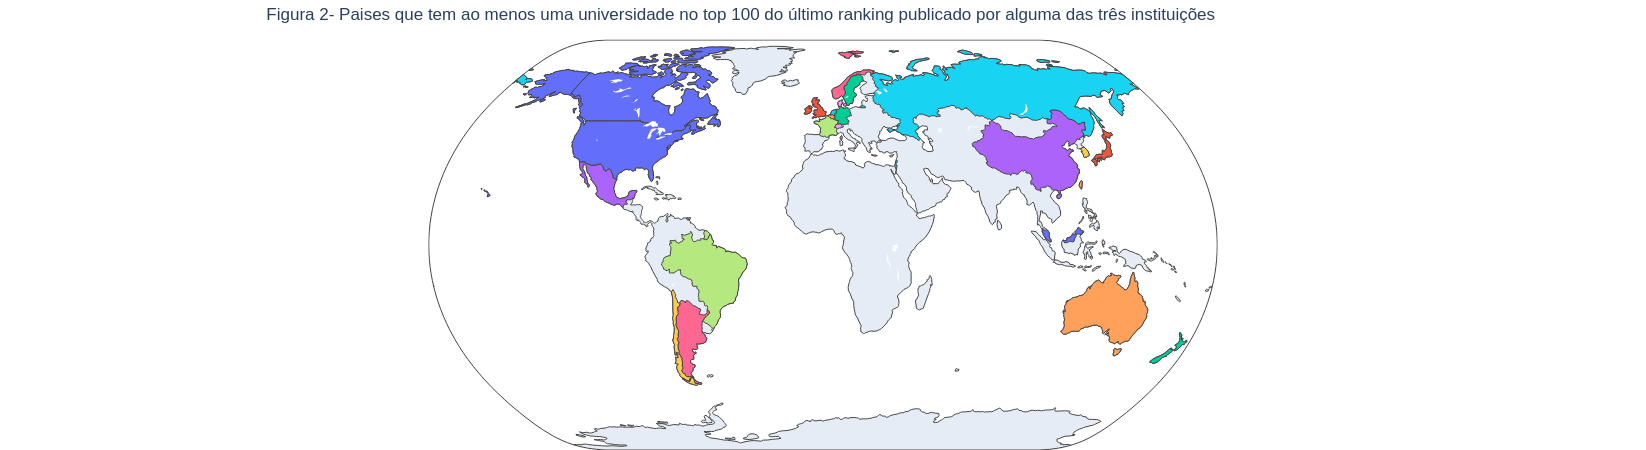 Figura 2- Paises que tem ao menos uma universidade no top 100 do último ranking publicado por alguma das três instituições